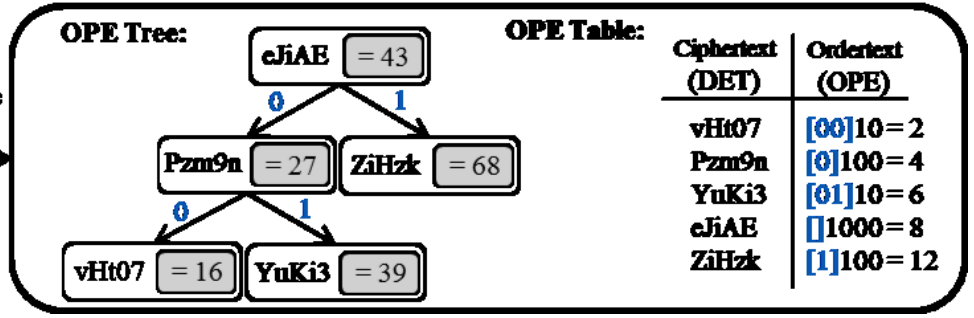 OPE Tree:
eJiAE = 43
0 1
Pzm9n = 27 ZiHzk = 68
0 1
vHt07 = 16 YuKi3 = 39
OPE Table:
Ciphertext Ordertext
(DET) (OPE)
vHt07 [00]10 = 2
Pzm9n [0]100 = 4
YuKi3 [01]10 = 6
eJiAE []1000 = 8
ZiHzk [1]100 = 12